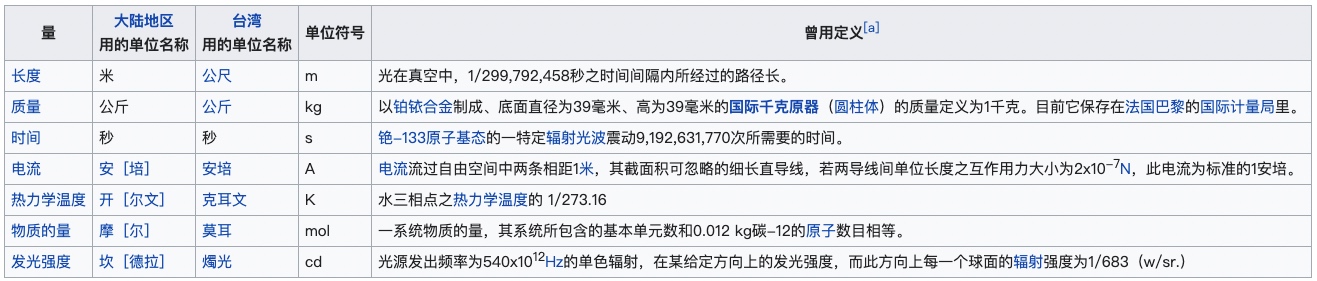 量 大陆地区 用的单位名称 台湾 用的单位名称 单位符号 曾用定义[a]
长度 米 公尺 m 光在真空中，1/299,792,458秒之时间间隔内所经过的路径长。
质量 公斤 公斤 kg 以铂铱合金制成、底面直径为39毫米、高为39毫米的国际千克原器（圆柱体）的质量定义为1千克。目前它保存在法国巴黎的国际计量局里。
时间 秒 秒 s 铯-133原子基态的一特定辐射光波震动9,192,631,770次所需要的时间。
电流 安［培］ 安培 A 电流流过自由空间中两条相距1米，其截面积可忽略的细长直导线，若两导线间单位长度之互作用力大小为2x10⁻⁷N，此电流为标准的1安培。
热力学温度 开［尔文］ 克耳文 K 水三相点之热力学温度的 1/273.16
物质的量 摩［尔］ 莫耳 mol 一系统物质的量，其系统所包含的基本单元数和0.012 kg碳-12的原子数目相等。
发光强度 坎［德拉］ 燭光 cd 光源发出频率为540x10¹²Hz的单色辐射，在某给定方向上的发光强度，而此方向上每一个球面的辐射强度为1/683（w/sr.）